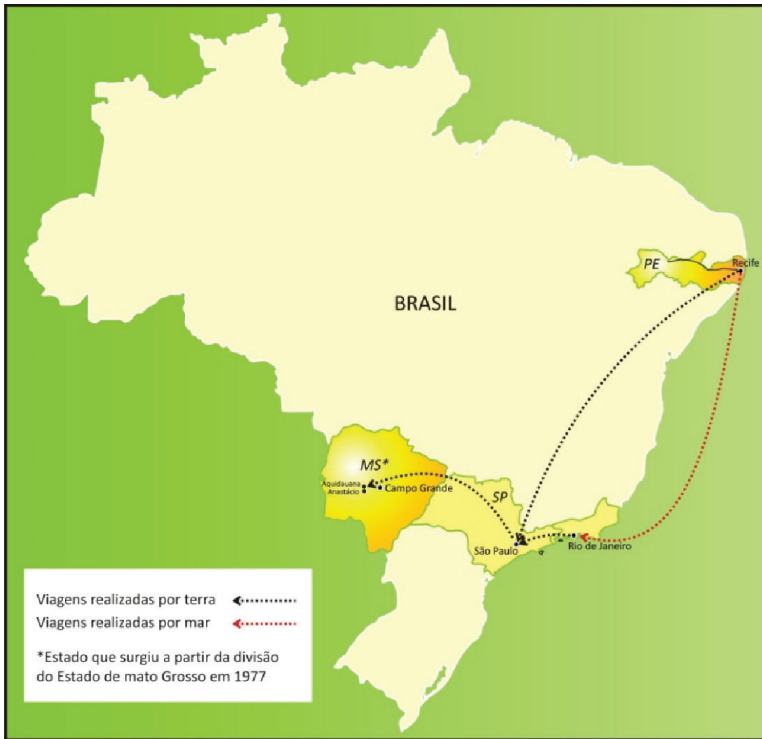 PE
Recife
BRASIL
MS*
Aquidauana
Anastácio
Campo Grande
SP
São Paulo
Rio de Janeiro
Viagens realizadas por terra
Viagens realizadas por mar
*Estado que surgiu a partir da divisão
do Estado de mato Grosso em 1977